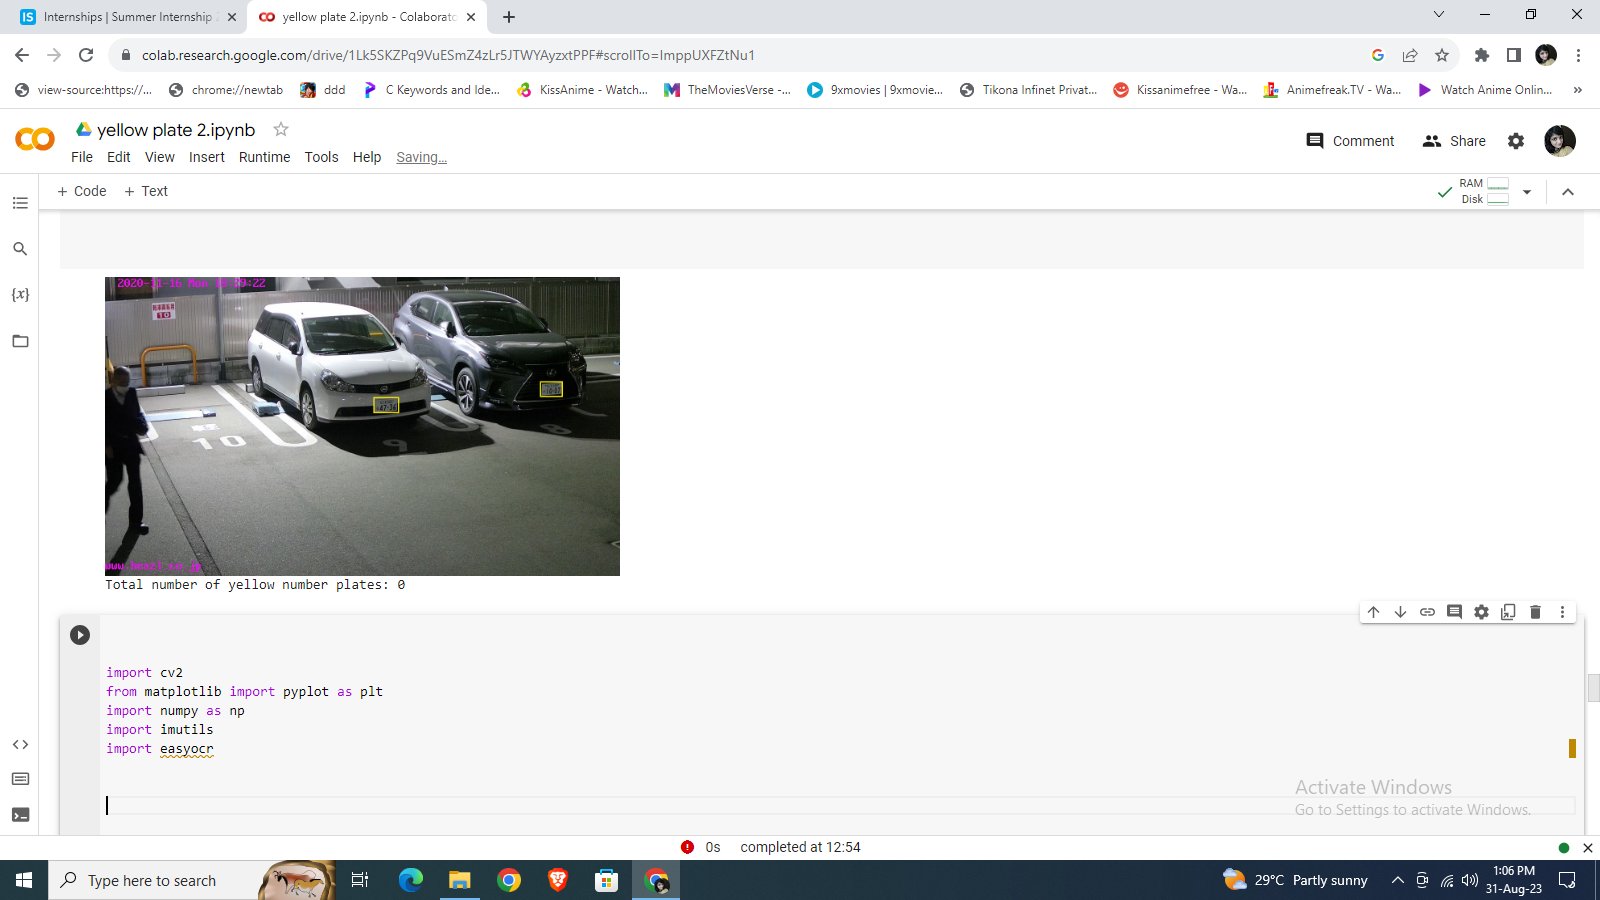 Internships | Summer Internship
yellow plate 2.ipynb - Colaborato
colab.research.google.com/drive/1Lk5SKZPq9VuESmZ4zLr5JTWYAyzxtPPF#scrollTo=ImppUXFZtNu1
view-source:https://...
chrome://newtab
ddd
C Keywords and Ide...
KissAnime - Watch...
TheMoviesVerse -...
9xmovies | 9xmovie...
Tikona Infinet Privat...
Kissanimefree - Wa...
Animefreak.TV - Wa...
Watch Anime Onlin...
»
CO
yellow plate 2.ipynb
Comment
Share
File Edit View Insert Runtime Tools Help Saving...
+ Code + Text
RAM
Disk
{x}
2020-11-16 Mon
10
10
9
8
Total number of yellow number plates: 0
import cv2
from matplotlib import pyplot as plt
import numpy as np
import imutils
import easyocr
Activate Windows
Go to Settings to activate Windows.
0s completed at 12:54
Type here to search
29°C Partly sunny
1:06 PM
31-Aug-23